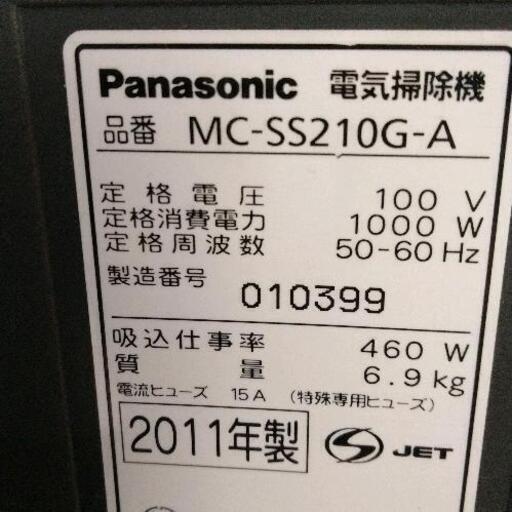 Panasonic 電気掃除機
品番 MC-SS210G-A
定格電圧 100 V
定格消費電力 1000 W
定格周波数 50-60 Hz
製造番号 010399
吸込仕事率 460 W
質量 6.9 kg
電流ヒューズ 15A (特殊専用ヒューズ)
2011年製 S JET